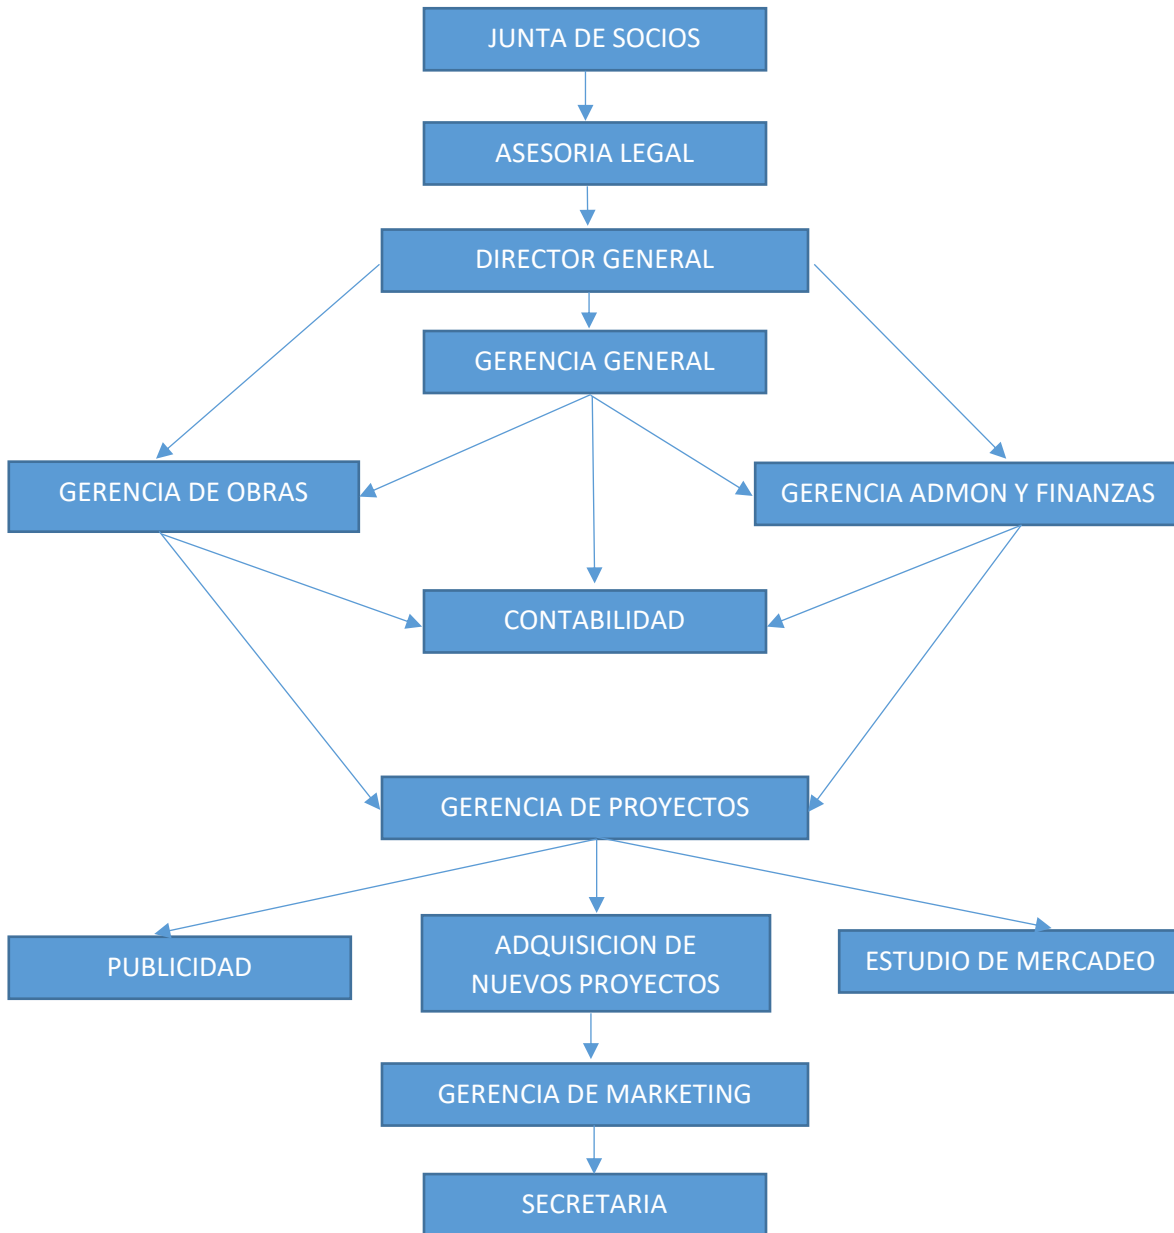 JUNTA DE SOCIOS
ASESORIA LEGAL
DIRECTOR GENERAL
GERENCIA GENERAL
GERENCIA DE OBRAS
GERENCIA ADMON Y FINANZAS
CONTABILIDAD
GERENCIA DE PROYECTOS
PUBLICIDAD
ADQUISICION DE
NUEVOS PROYECTOS
ESTUDIO DE MERCADEO
GERENCIA DE MARKETING
SECRETARIA